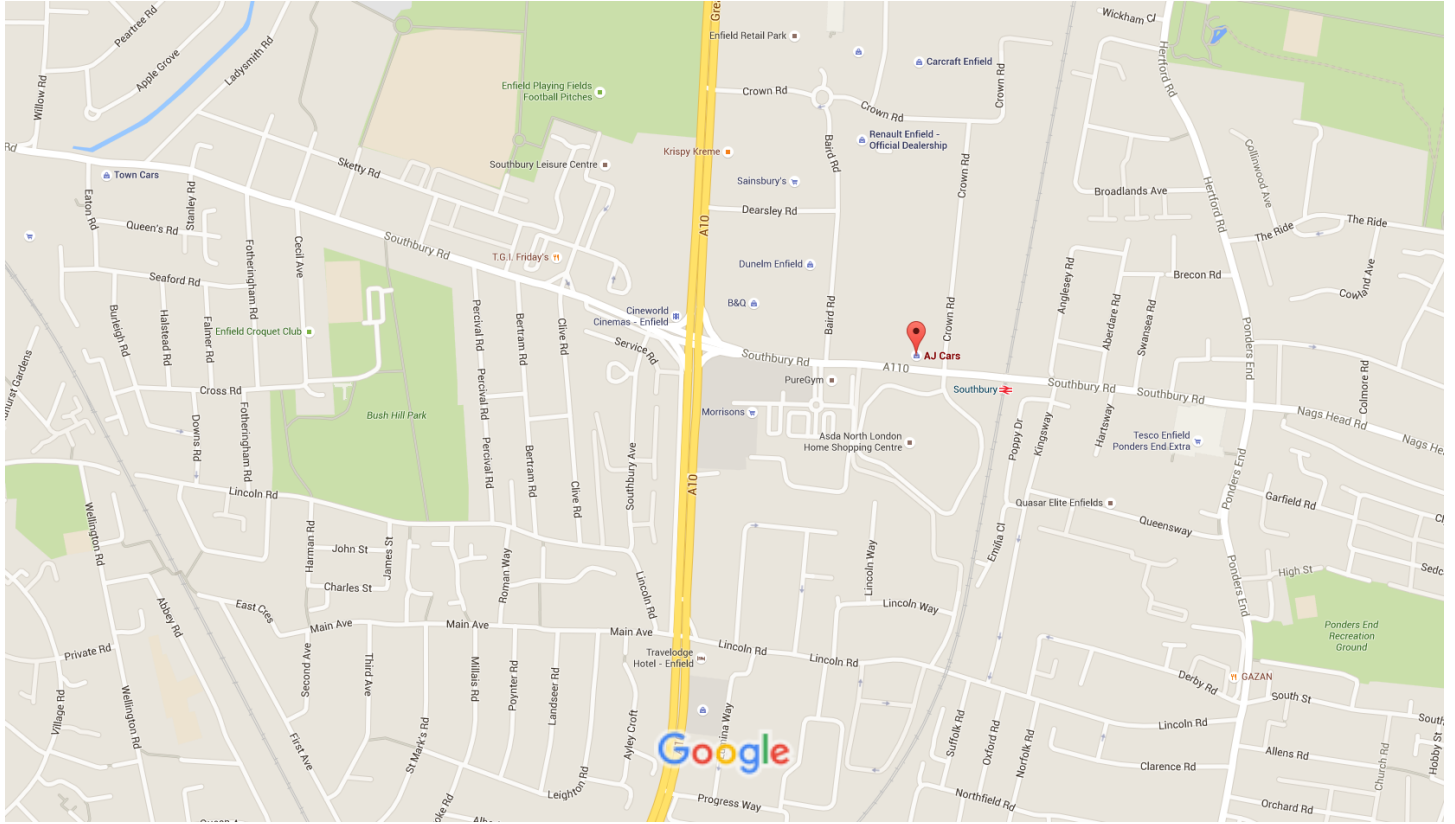 Wickham Cl
Peartree Rd
Ladysmith Rd
Enfield Retail Park
Hertford Rd
Apple Grove
Carcraft Enfield
Willow Rd
Enfield Playing Fields
Football Pitches
Crown Rd
Crown Rd
Crown Rd
Renault Enfield -
Official Dealership
Rd
Krispy Kreme
Baird Rd
Collinwood Ave
Sketty Rd
Southbury Leisure Centre
Town Cars
Sainsbury's
Crown Rd
Broadlands Ave
Hertford Rd
Eaton Rd
Stanley Rd
Dearsley Rd
The Ride
Queen's Rd
A10
The Ride
Southbury Rd
Fotheringham Rd
Cecil Ave
T.G.I. Friday's
Dunelm Enfield
Seaford Rd
Brecon Rd
Anglesey Rd
B&Q
Burleigh Rd
Halstead Rd
Falmer Rd
Percival Rd
Bertram Rd
Clive Rd
Cineworld
Cinemas - Enfield
Baird Rd
Crown Rd
Aberdare Rd
Swansea Rd
Enfield Croquet Club
Service Rd
Southbury Rd
AJ Cars
A110
Ponders End
Cross Rd
Percival Rd
PureGym
Southbury
Southbury Rd
Southbury Rd
Colmore Rd
Bush Hill Park
Morrisons
Nags Head Rd
Downs Rd
Fotheringham Rd
Asda North London
Home Shopping Centre
Poppy Dr
Kingsway
Hartsway
Tesco Enfield
Ponders End Extra
Nags He
Percival Rd
Bertram Rd
Clive Rd
Southbury Ave
A10
Lincoln Rd
Quasar Elite Enfields
Ponders End
Garfield Rd
Wellington Rd
Queensway
Harman Rd
John St
James St
Roman Way
Emilia Cl
Lincoln Way
High St
Charles St
Lincoln Rd
Lincoln Way
Ponders End
East Cres
Abbey Rd
Main Ave
Main Ave
Main Ave
Lincoln Rd
Lincoln Rd
Ponders End
Recreation
Ground
Private Rd
Travelodge
Hotel - Enfield
Second Ave
Third Ave
Millais Rd
Poynter Rd
Landseer Rd
Derby Rd
GAZAN
South St
Village Rd
Wellington Rd
Suffolk Rd
Oxford Rd
Norfolk Rd
Lincoln Rd
St Mark's Rd
First Ave
Ayley Croft
Google
Allens Rd
Church Rd
Hobby St
Clarence Rd
Leighton Rd
Progress Way
Northfield Rd
Orchard Rd